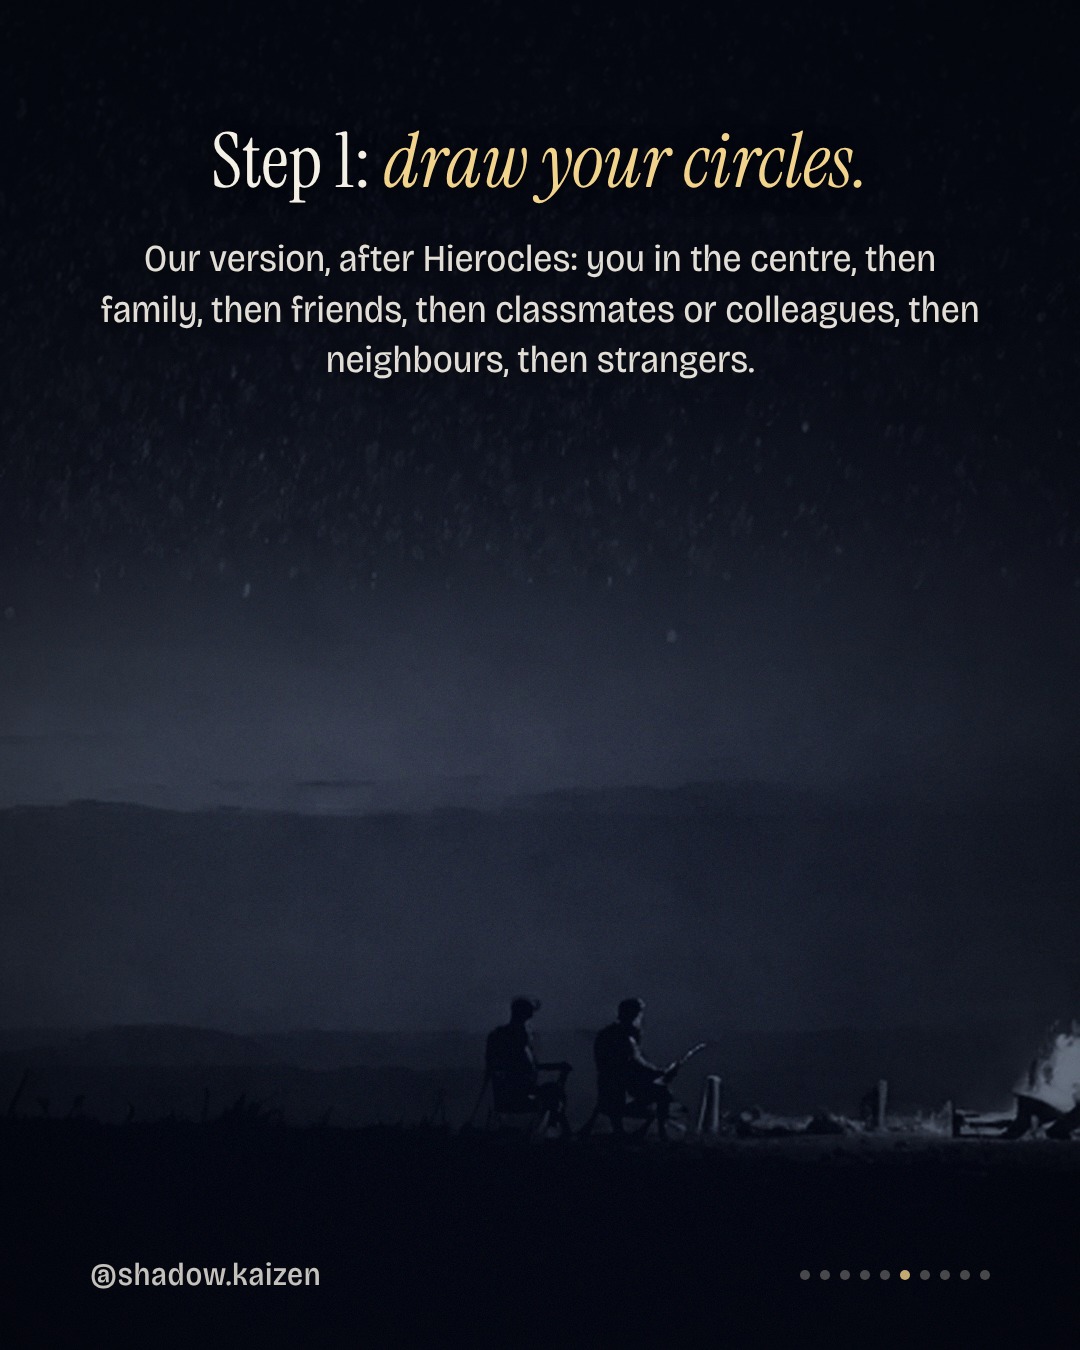 Step 1: draw your circles.
Our version, after Hierocles: you in the centre, then
family, then friends, then classmates or colleagues, then
neighbours, then strangers.
@shadow.kaizen